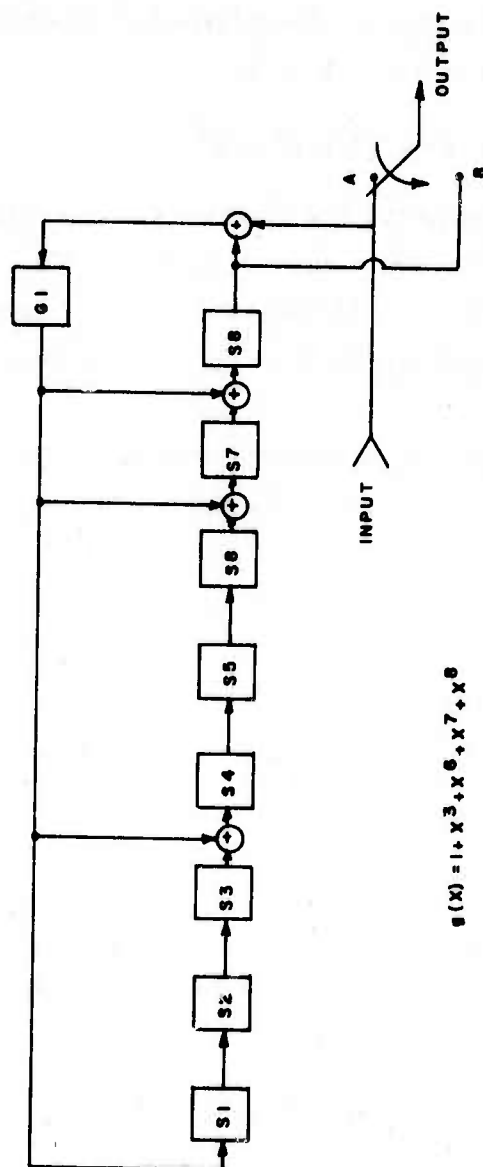 G1
S1
S2
S3
S4
S5
S6
S7
S8
A
OUTPUT
B
INPUT
g(X) = 1+X³+X⁶+X⁷+X⁸